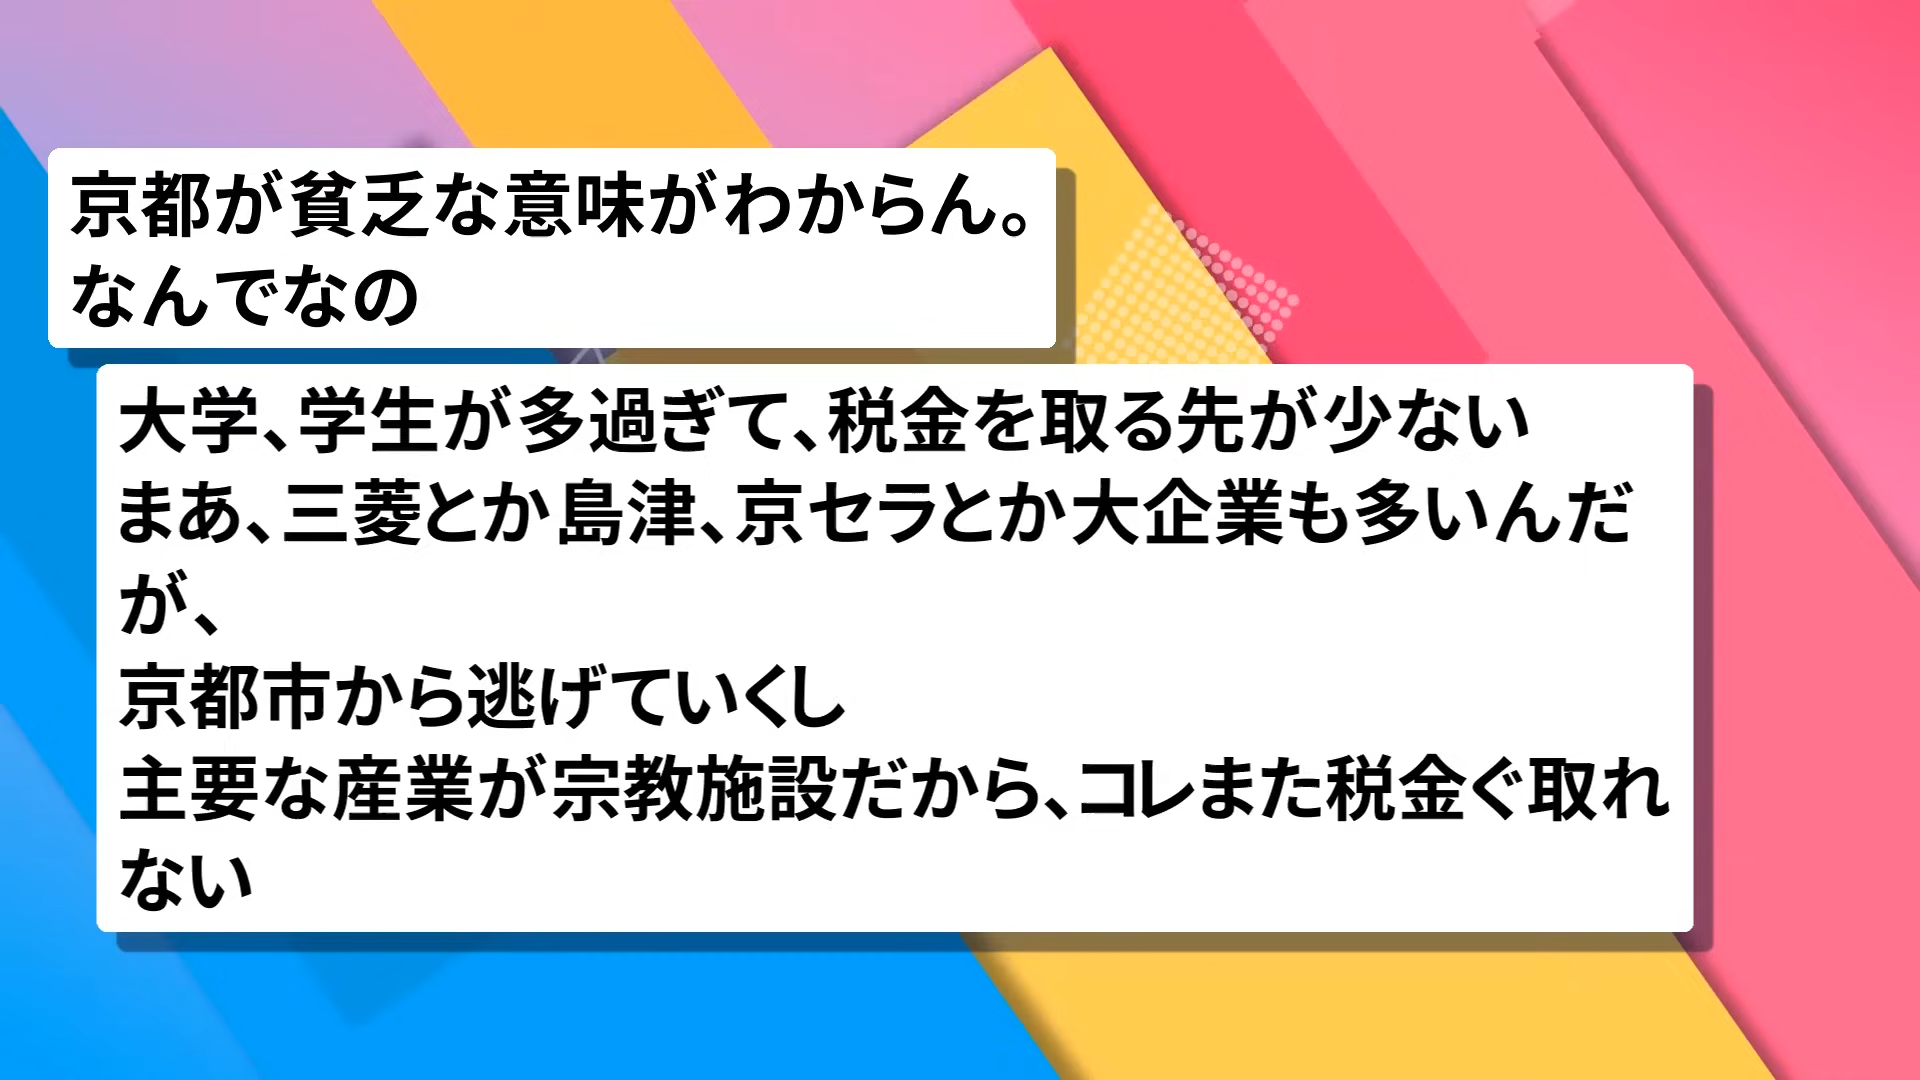 京都が貧乏な意味がわからん。
なんでなの
大学、学生が多過ぎて、税金を取る先が少ない
まあ、三菱とか島津、京セラとか大企業も多いんだ
が、
京都市から逃げていくし
主要な産業が宗教施設だから、コレまた税金ぐ取れ
ない